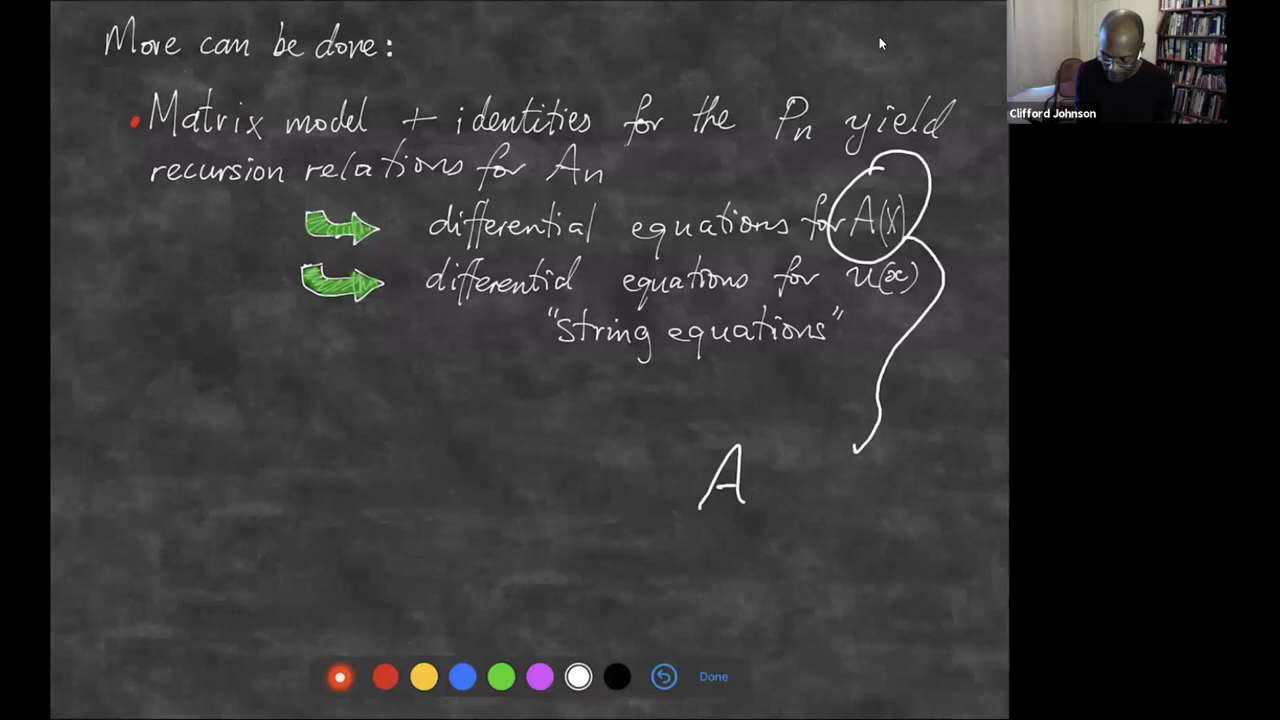 More can be done:
• Matrix model + identities for the Pn yield
recursion relations for An
differential equations for A(X)
differential equations for u(x)
"string equations"
A
Done
Clifford Johnson